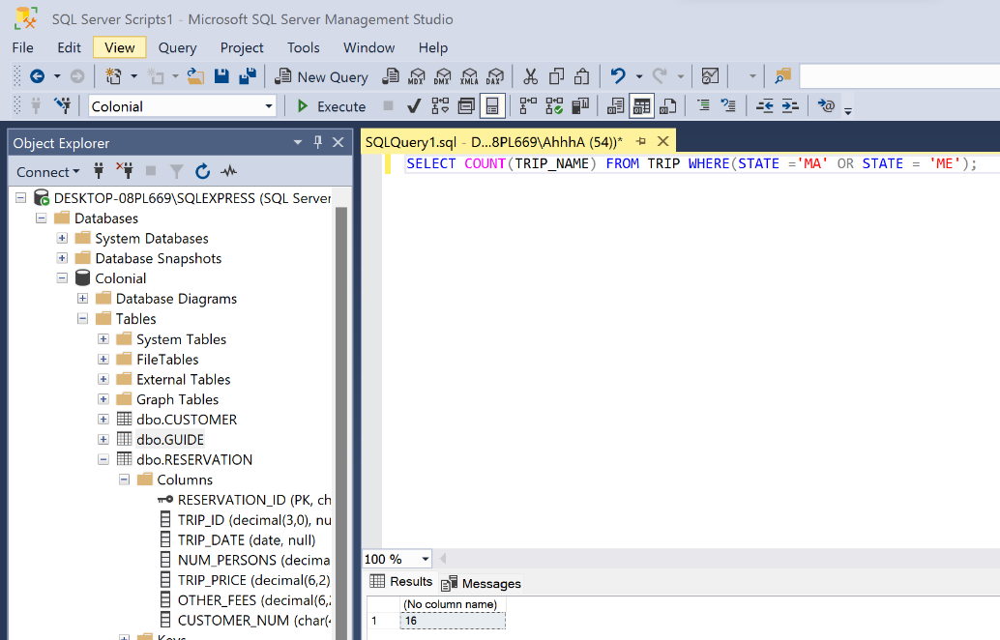 SQL Server Scripts1 - Microsoft SQL Server Management Studio
File Edit View Query Project Tools Window Help
New Query MDX DMX XMLA DAX
Colonial Execute
Object Explorer
SQLQuery1.sql - D...8PL669\AhhhA (54))*
Connect
SELECT COUNT(TRIP_NAME) FROM TRIP WHERE(STATE ='MA' OR STATE = 'ME');
DESKTOP-08PL669\SQLEXPRESS (SQL Server
Databases
System Databases
Database Snapshots
Colonial
Database Diagrams
Tables
System Tables
FileTables
External Tables
Graph Tables
dbo.CUSTOMER
dbo.GUIDE
dbo.RESERVATION
Columns
RESERVATION_ID (PK, ch
TRIP_ID (decimal(3,0), nu
TRIP_DATE (date, null)
NUM_PERSONS (decima
TRIP_PRICE (decimal(6,2)
OTHER_FEES (decimal(6,
CUSTOMER_NUM (char(
Keys
100 %
Results Messages
(No column name)
1 16